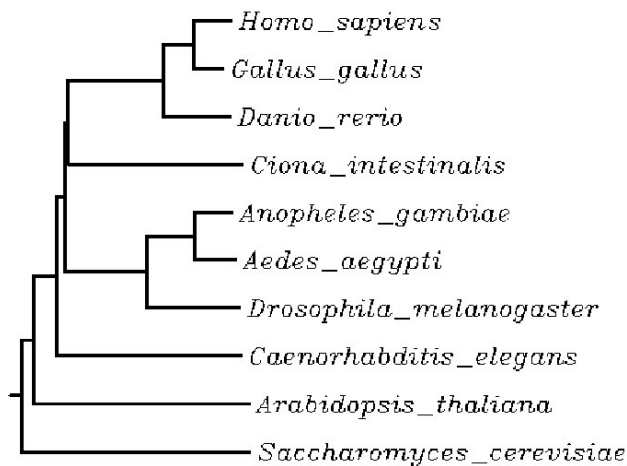 Homo_sapiens
Gallus_gallus
Danio_rerio
Ciona_intestinalis
Anopheles_gambiae
Aedes_aegypti
Drosophila_melanogaster
Caenorhabditis_elegans
Arabidopsis_thaliana
Saccharomyces_cerevisiae